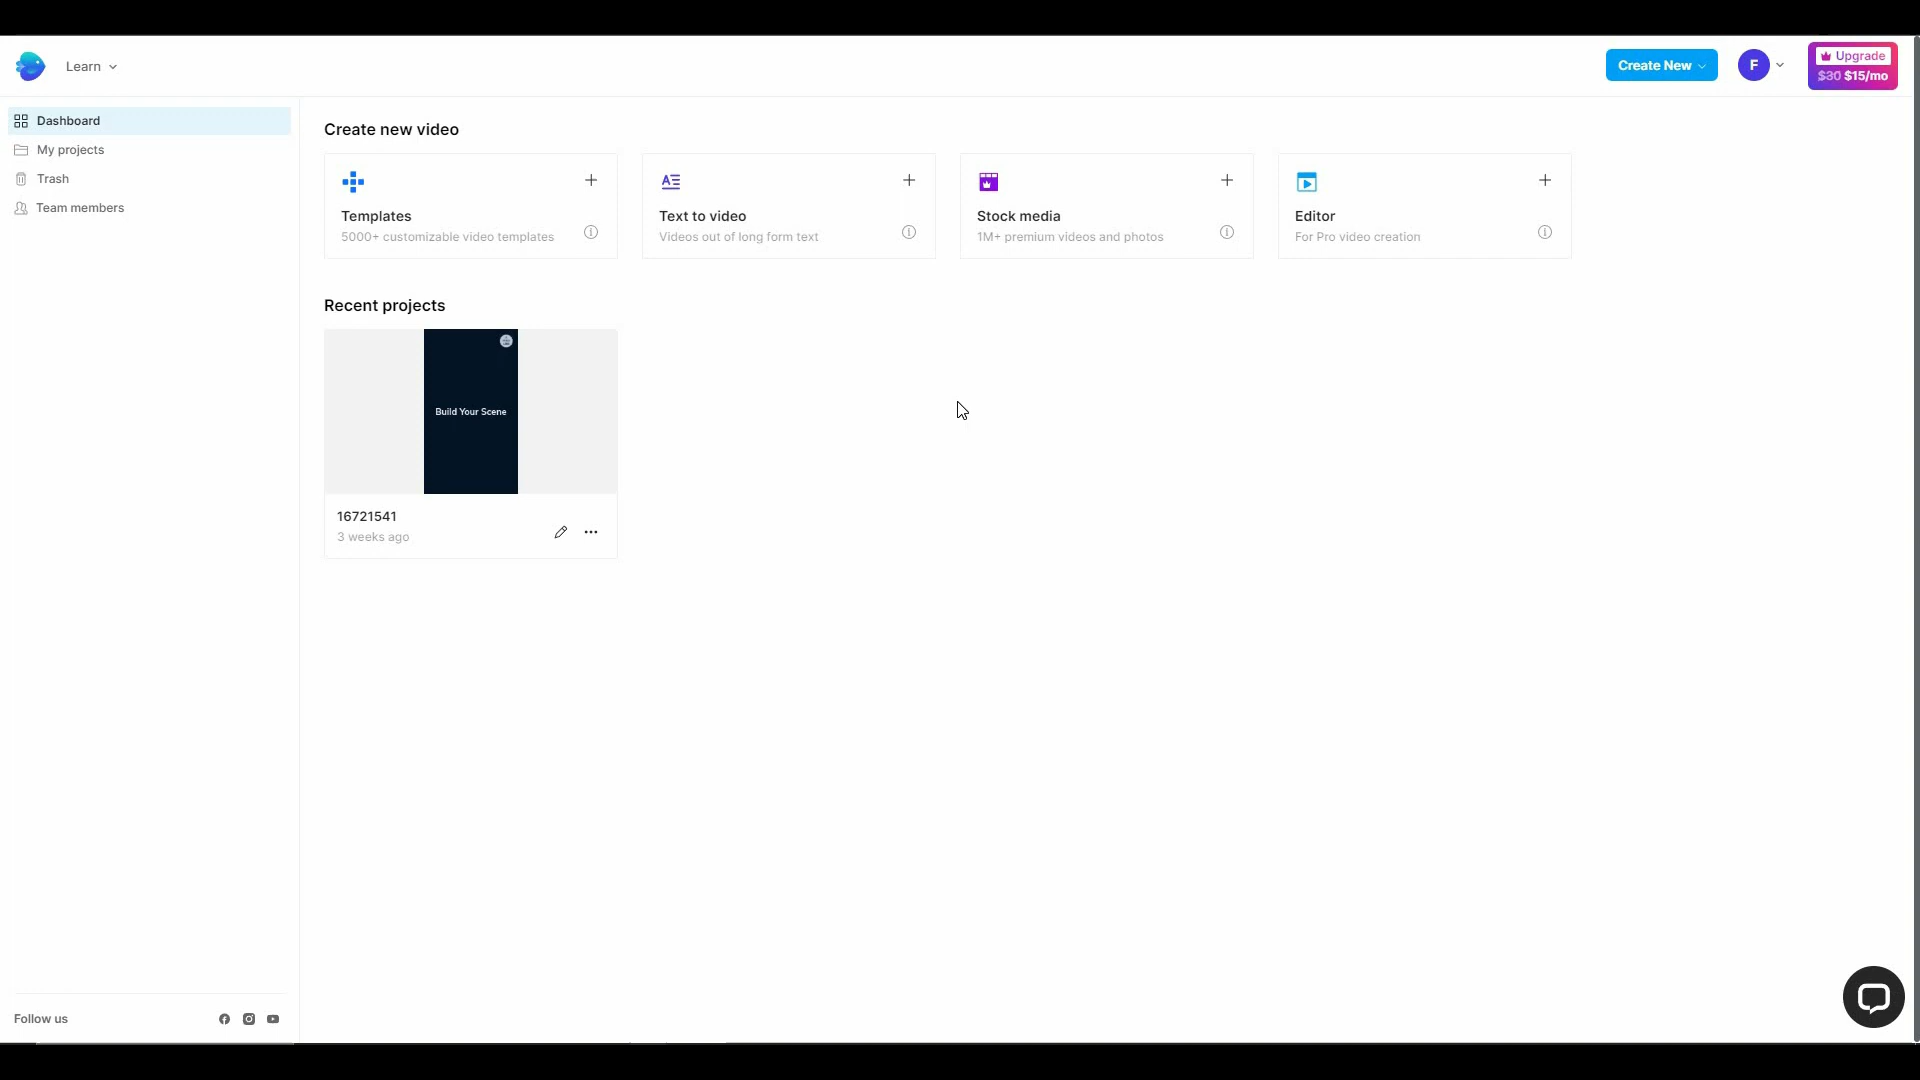 Learn
Create New
F
Upgrade
$30 $15/mo
Dashboard
My projects
Trash
Team members
Create new video
Templates
5000+ customizable video templates
Text to video
Videos out of long form text
Stock media
1M+ premium videos and photos
Editor
For Pro video creation
Recent projects
Build Your Scene
16721541
3 weeks ago
Follow us